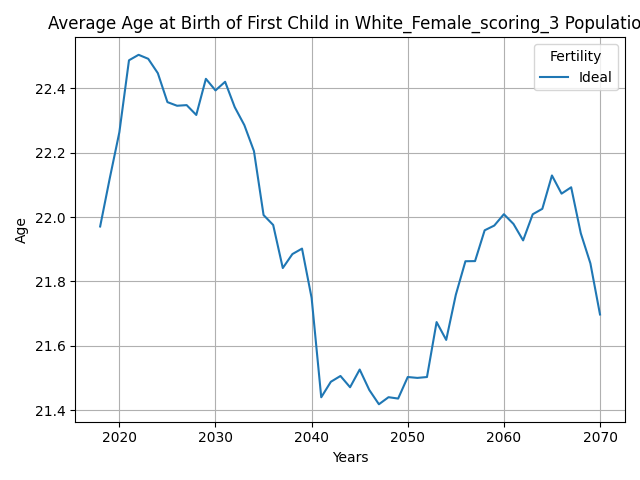 Average Age at Birth of First Child in White_Female_scoring_3 Populatio
Fertility
Ideal
22.4
22.2
22.0
21.8
21.6
21.4
Age
2020 2030 2040 2050 2060 2070
Years